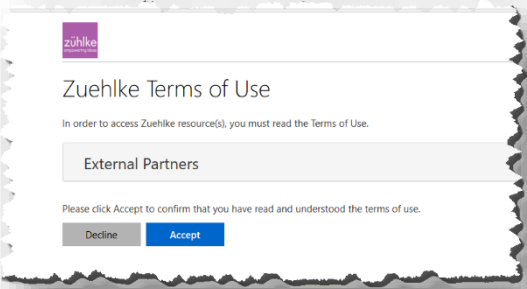 zühlke
empowering ideas
Zuehlke Terms of Use
In order to access Zuehlke resource(s), you must read the Terms of Use.
External Partners
Please click Accept to confirm that you have read and understood the terms of use.
Decline
Accept